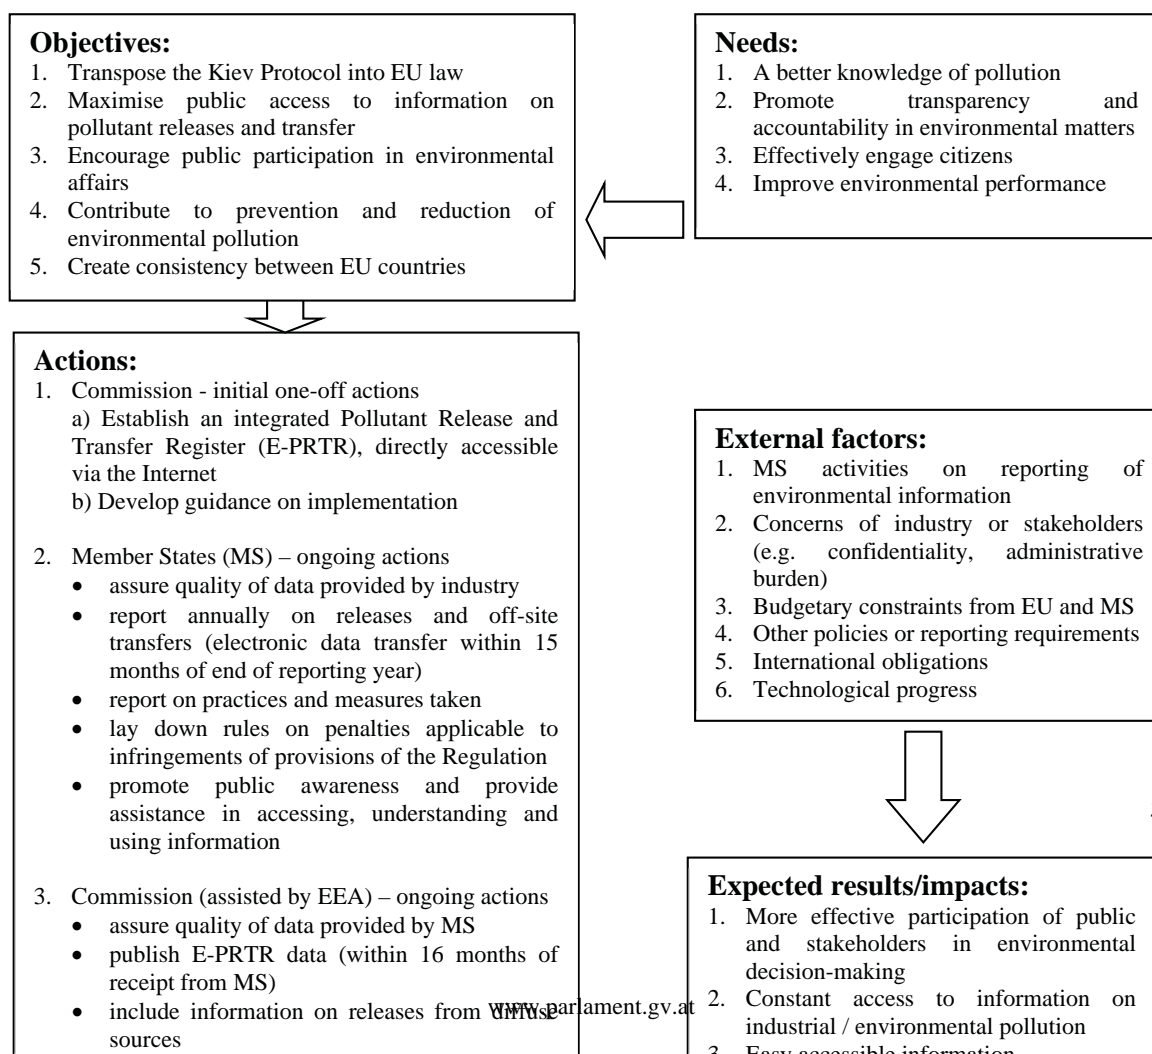 Objectives:
1. Transpose the Kiev Protocol into EU law
2. Maximise public access to information on
pollutant releases and transfer
3. Encourage public participation in environmental
affairs
4. Contribute to prevention and reduction of
environmental pollution
5. Create consistency between EU countries
Needs:
1. A better knowledge of pollution
2. Promote transparency and
accountability in environmental matters
3. Effectively engage citizens
4. Improve environmental performance
Actions:
1. Commission - initial one-off actions
a) Establish an integrated Pollutant Release and
Transfer Register (E-PRTR), directly accessible
via the Internet
b) Develop guidance on implementation
2. Member States (MS) – ongoing actions
• assure quality of data provided by industry
• report annually on releases and off-site
transfers (electronic data transfer within 15
months of end of reporting year)
• report on practices and measures taken
• lay down rules on penalties applicable to
infringements of provisions of the Regulation
• promote public awareness and provide
assistance in accessing, understanding and
using information
3. Commission (assisted by EEA) – ongoing actions
• assure quality of data provided by MS
• publish E-PRTR data (within 16 months of
receipt from MS)
• include information on releases from diffuse
sources
External factors:
1. MS activities on reporting of
environmental information
2. Concerns of industry or stakeholders
(e.g. confidentiality, administrative
burden)
3. Budgetary constraints from EU and MS
4. Other policies or reporting requirements
5. International obligations
6. Technological progress
Expected results/impacts:
1. More effective participation of public
and stakeholders in environmental
decision-making
2. Constant access to information on
industrial / environmental pollution
3. Easy accessible information
www.parlament.gv.at